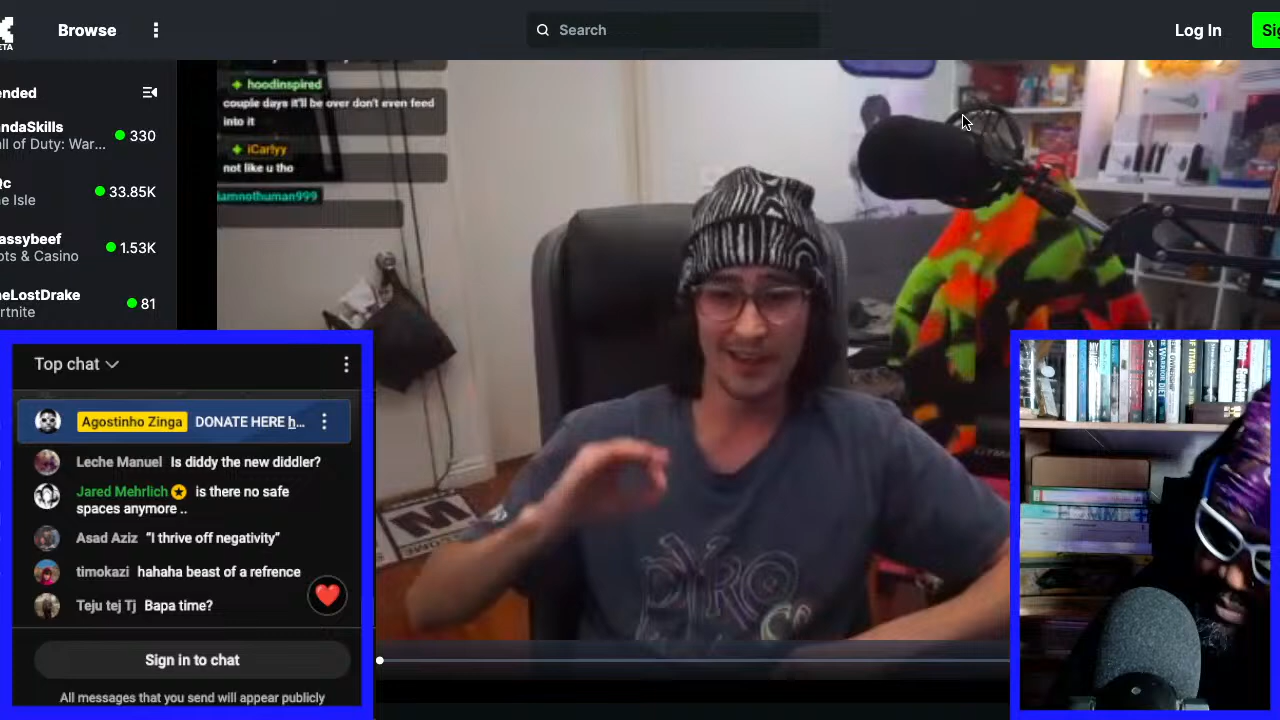 ETA
Browse
Search
Log In
ended
ndaSkills
ll of Duty: War...
330
Qc
e Isle
33.85K
assybeef
ots & Casino
1.53K
eLostDrake
rtnite
81
hoodinspired
couple days it'll be over don't even feed
into it
iCarlyy
not like u tho
iamnothuman999
Top chat
Agostinho Zinga DONATE HERE h...
Leche Manuel Is diddy the new diddler?
Jared Mehrlich is there no safe
spaces anymore ..
Asad Aziz “I thrive off negativity”
timokazi hahaha beast of a refrence
Teju tej Tj Bapa time?
Sign in to chat
All messages that you send will appear publicly